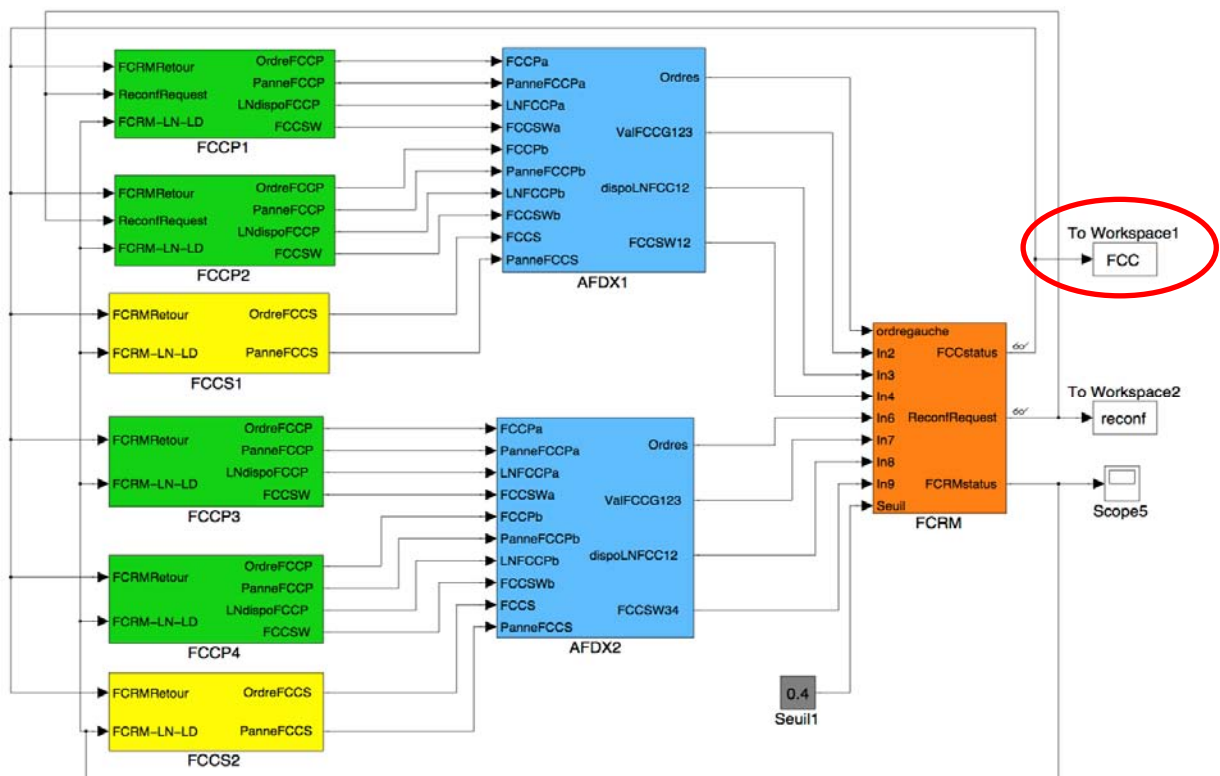 FCRMRetour
ReconfRequest
FCRM-LN-LD
OrdreFCCP
PanneFCCP
LNdispoFCCP
FCCSW
FCCP1
FCRMRetour
ReconfRequest
FCRM-LN-LD
OrdreFCCP
PanneFCCP
LNdispoFCCP
FCCSW
FCCP2
FCRMRetour
FCRM-LN-LD
OrdreFCCS
PanneFCCS
FCCS1
FCCPa
PanneFCCPa
LNFCCPa
FCCSWa
FCCPb
PanneFCCPb
LNFCCPb
FCCSWb
FCCS
PanneFCCS
Ordres
ValFCCG123
dispoLNFCC12
FCCSW12
AFDX1
To Workspace1
FCC
ordregauche
In2
In3
In4
In6
In7
In8
In9
Seuil
FCCstatus
ReconfRequest
FCRMstatus
FCRM
To Workspace2
reconf
Scope5
FCRMRetour
FCRM-LN-LD
OrdreFCCP
PanneFCCP
LNdispoFCCP
FCCSW
FCCP3
FCRMRetour
FCRM-LN-LD
OrdreFCCP
PanneFCCP
LNdispoFCCP
FCCSW
FCCP4
FCRMRetour
FCRM-LN-LD
OrdreFCCS
PanneFCCS
FCCS2
FCCPa
PanneFCCPa
LNFCCPa
FCCSWa
FCCPb
PanneFCCPb
LNFCCPb
FCCSWb
FCCS
PanneFCCS
Ordres
ValFCCG123
dispoLNFCC12
FCCSW34
AFDX2
0.4
Seuil1